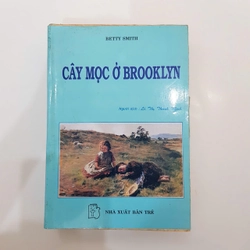 BETTY SMITH
CÂY MỌC Ở BROOKLYN
NHÀ XUẤT BẢN TRẺ